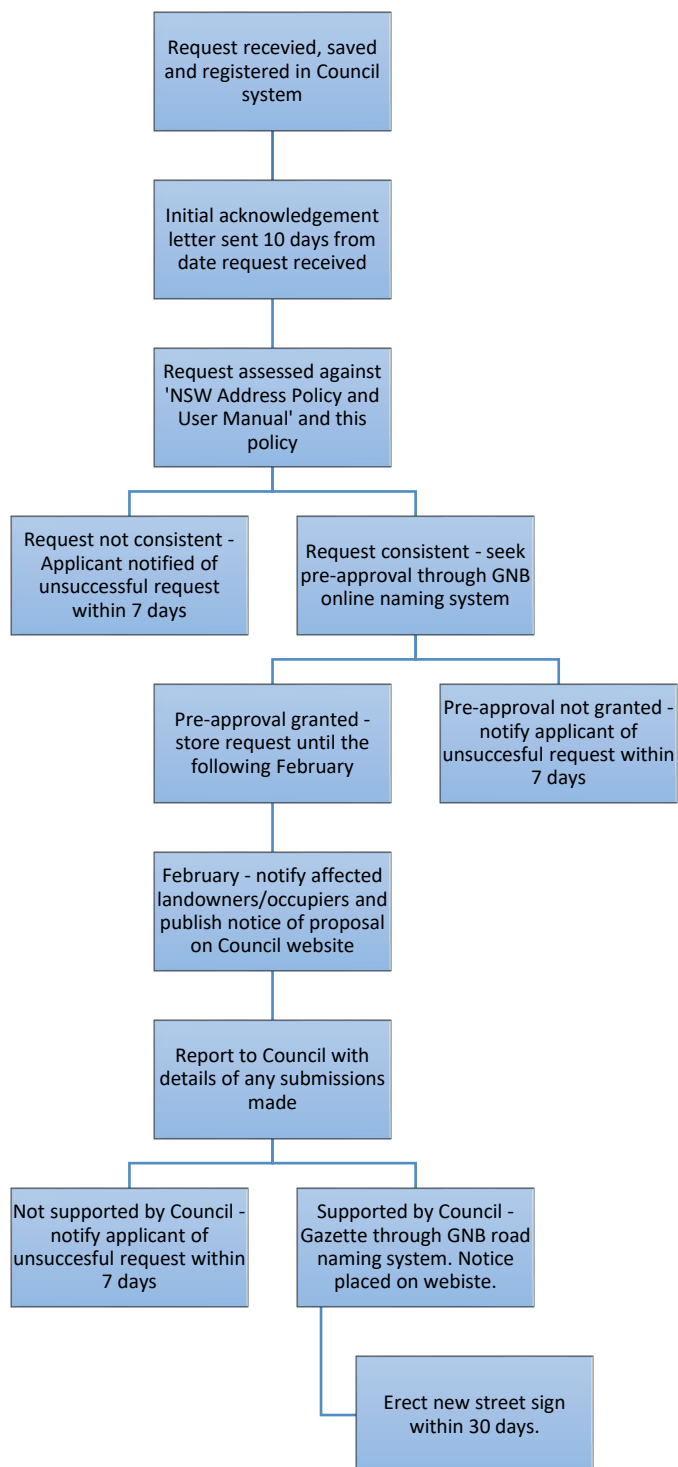 Request recevied, saved
and registered in Council
system
Initial acknowledgement
letter sent 10 days from
date request received
Request assessed against
'NSW Address Policy and
User Manual' and this
policy
Request not consistent -
Applicant notified of
unsuccessful request
within 7 days
Request consistent - seek
pre-approval through GNB
online naming system
Pre-approval granted -
store request until the
following February
Pre-approval not granted -
notify applicant of
unsuccesful request within
7 days
February - notify affected
landowners/occupiers and
publish notice of proposal
on Council website
Report to Council with
details of any submissions
made
Not supported by Council -
notify applicant of
unsuccesful request within
7 days
Supported by Council -
Gazette through GNB road
naming system. Notice
placed on webiste.
Erect new street sign
within 30 days.